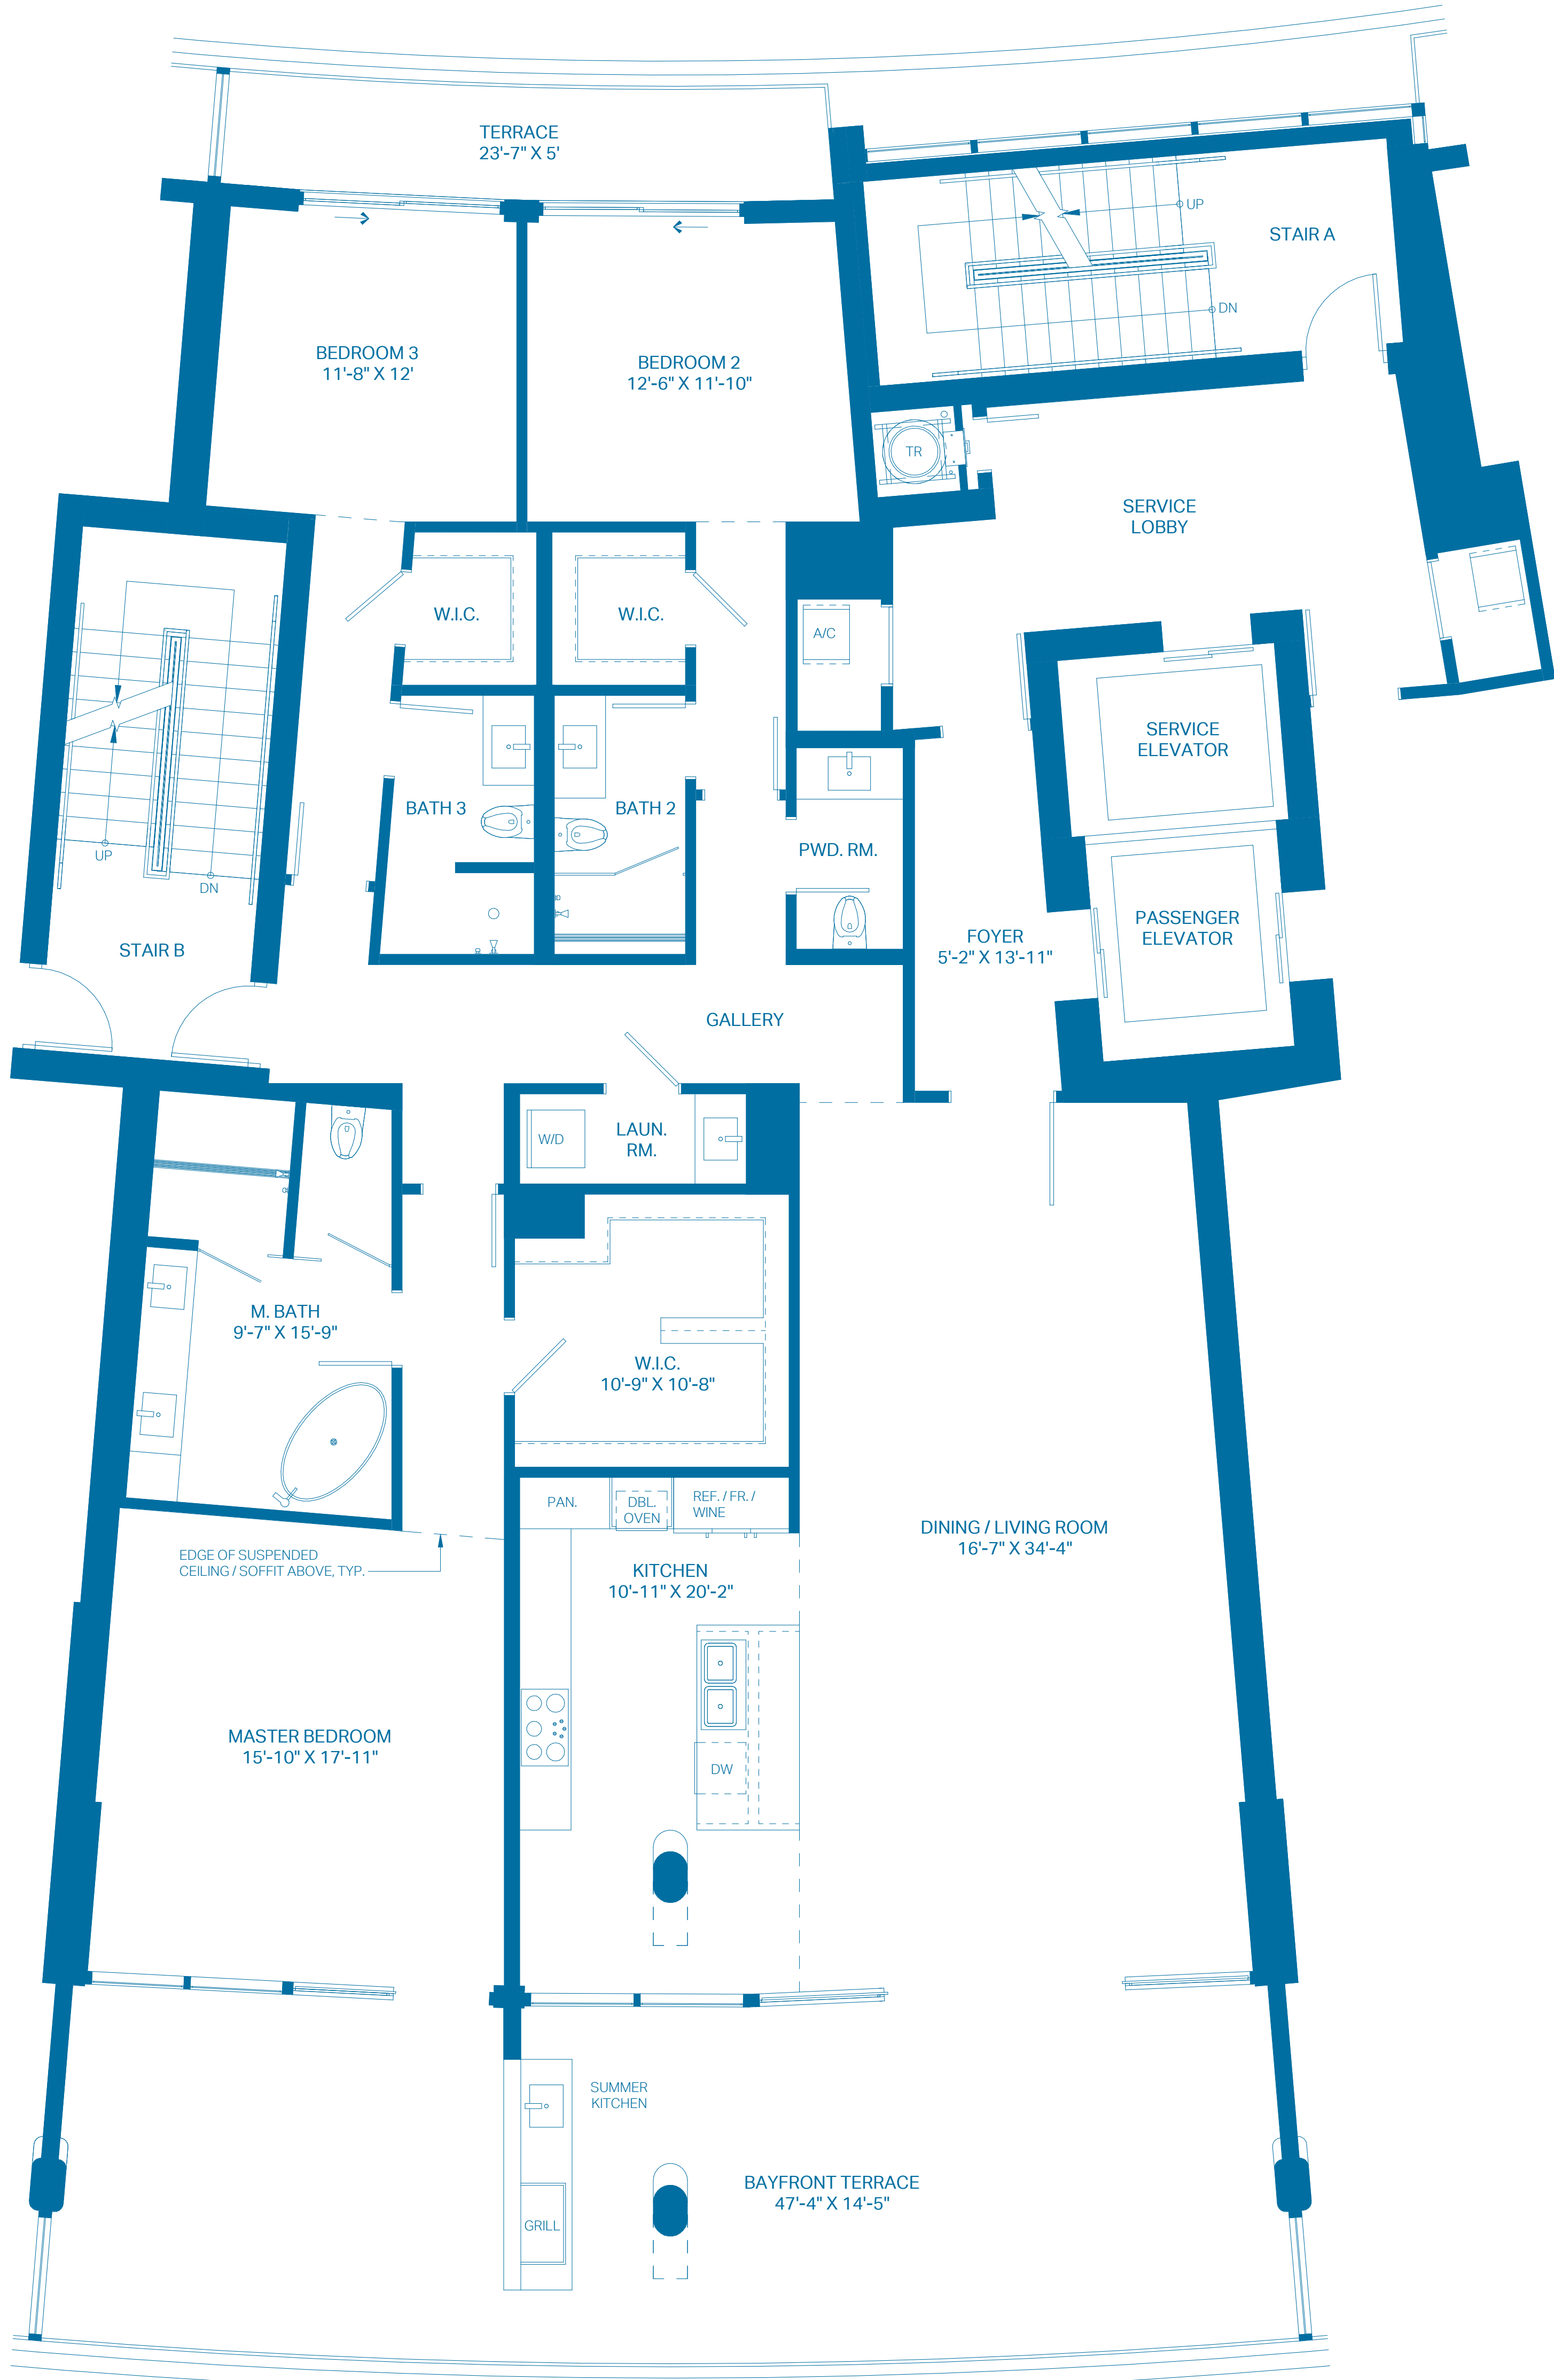 TERRACE
23'-7" X 5'
UP
STAIR A
DN
BEDROOM 3
11'-8" X 12'
BEDROOM 2
12'-6" X 11'-10"
TR
SERVICE
LOBBY
W.I.C.
W.I.C.
A/C
SERVICE
ELEVATOR
BATH 3
BATH 2
PWD. RM.
UP
DN
STAIR B
PASSENGER
ELEVATOR
FOYER
5'-2" X 13'-11"
GALLERY
W/D
LAUN.
RM.
M. BATH
9'-7" X 15'-9"
W.I.C.
10'-9" X 10'-8"
PAN.
DBL.
OVEN
REF. / FR. /
WINE
DINING / LIVING ROOM
16'-7" X 34'-4"
EDGE OF SUSPENDED
CEILING / SOFFIT ABOVE, TYP.
KITCHEN
10'-11" X 20'-2"
MASTER BEDROOM
15'-10" X 17'-11"
DW
SUMMER
KITCHEN
BAYFRONT TERRACE
47'-4" X 14'-5"
GRILL